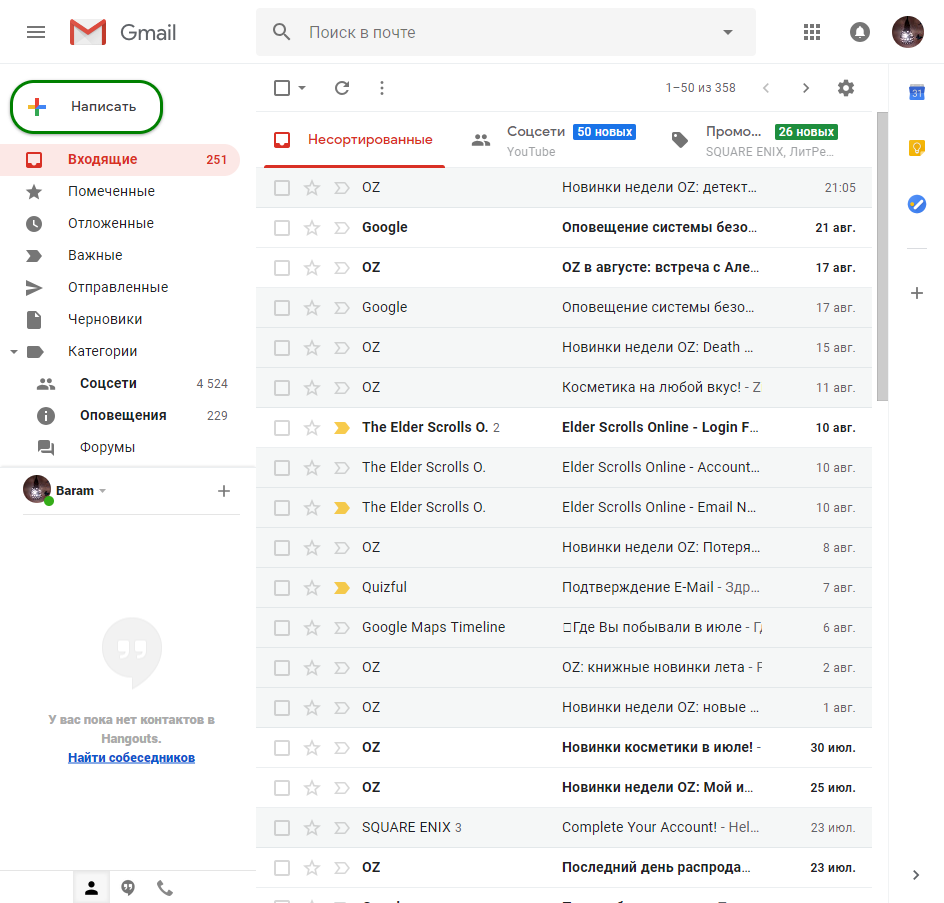 Gmail
Поиск в почте
Написать
Входящие 251
Помеченные
Отложенные
Важные
Отправленные
Черновики
Категории
Соцсети 4 524
Оповещения 229
Форумы
Baram
У вас пока нет контактов в
Hangouts.
Найти собеседников
1–50 из 358
Несортированные
Соцсети 50 новых
YouTube
Промо... 26 новых
SQUARE ENIX, ЛитРе...
OZ Новинки недели OZ: детект... 21:05
Google Оповещение системы безо... 21 авг.
OZ OZ в августе: встреча с Але... 17 авг.
Google Оповещение системы безо... 17 авг.
OZ Новинки недели OZ: Death ... 15 авг.
OZ Косметика на любой вкус! - 11 авг.
The Elder Scrolls O. 2 Elder Scrolls Online - Login F... 10 авг.
The Elder Scrolls O. Elder Scrolls Online - Account... 10 авг.
The Elder Scrolls O. Elder Scrolls Online - Email N... 10 авг.
OZ Новинки недели OZ: Потеря... 8 авг.
Quizful Подтверждение E-Mail - Здр... 7 авг.
Google Maps Timeline Где Вы побывали в июле - 6 авг.
OZ OZ: книжные новинки лета - 2 авг.
OZ Новинки недели OZ: новые ... 1 авг.
OZ Новинки косметики в июле! - 30 июл.
OZ Новинки недели OZ: Мой и... 25 июл.
SQUARE ENIX 3 Complete Your Account! - Hel... 23 июл.
OZ Последний день распрода... 23 июл.
31